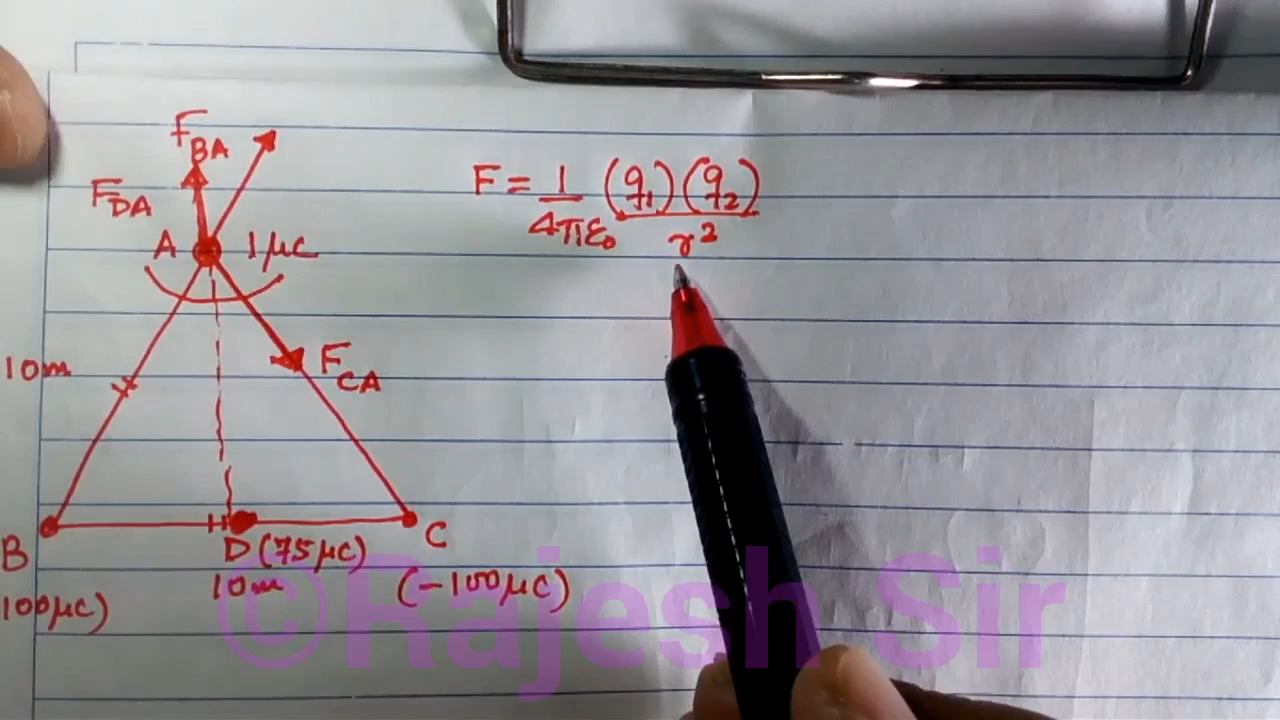 F_BA
F_DA
A 1μC
F = 1/4πε₀ (q₁)(q₂)/r²
10m
F_CA
B
C
D (75μC)
10m
100μC)
(-100μC)
©Rajesh Sir